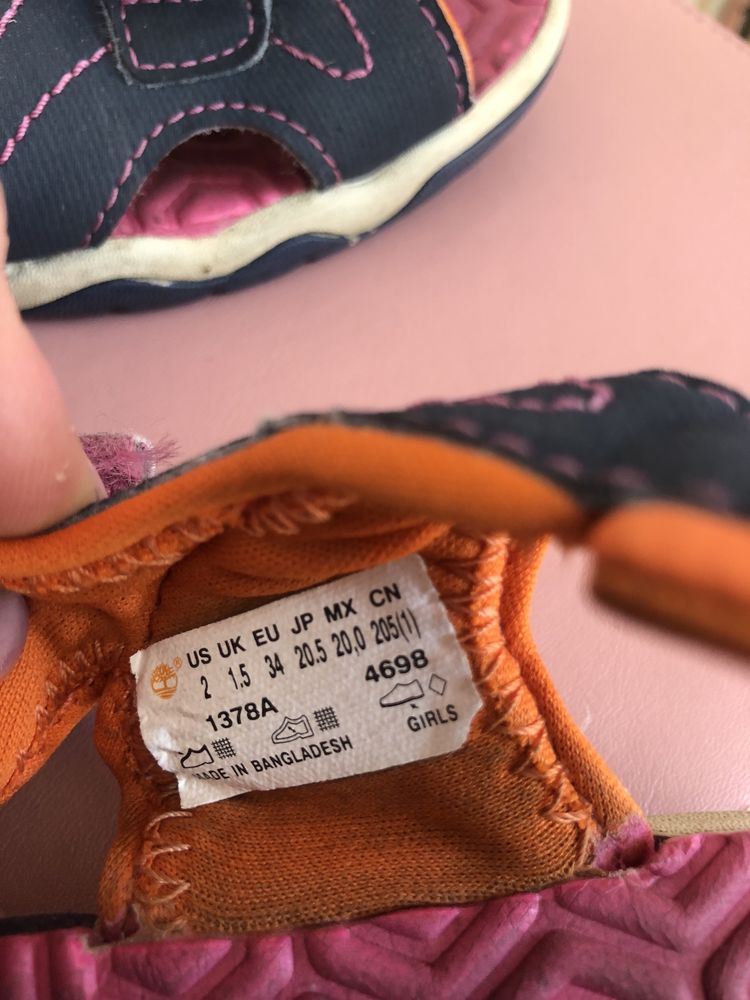 ® US UK EU JP MX CN
2 1.5 34 20.5 20.0 205(1)
1378A 4698
GIRLS
MADE IN BANGLADESH